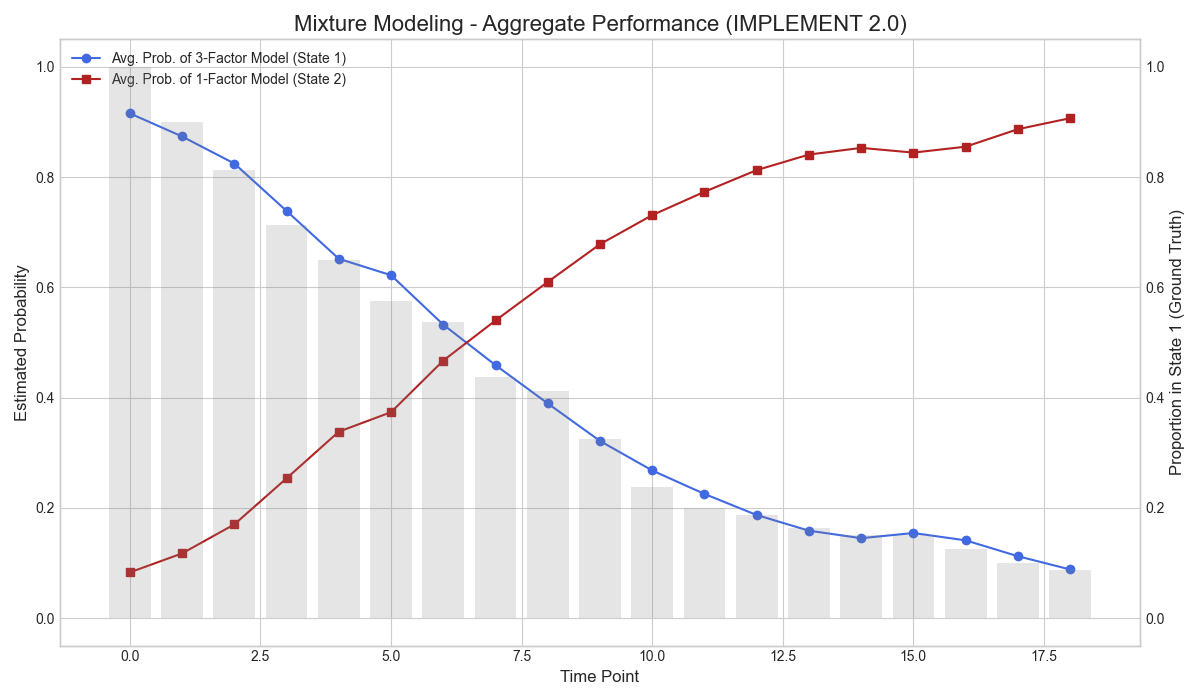 Mixture Modeling - Aggregate Performance (IMPLEMENT 2.0)
Avg. Prob. of 3-Factor Model (State 1)
Avg. Prob. of 1-Factor Model (State 2)
Estimated Probability
1.0
0.8
0.6
0.4
0.2
0.0
1.0
0.8
0.6
0.4
0.2
0.0
Proportion in State 1 (Ground Truth)
0.0 2.5 5.0 7.5 10.0 12.5 15.0 17.5
Time Point